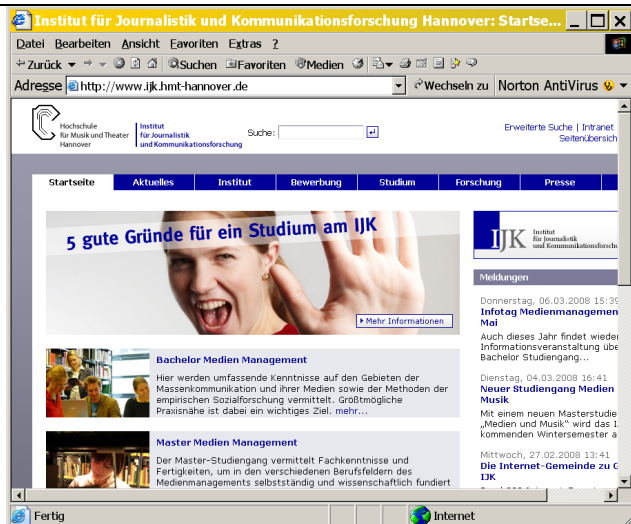 Institut für Journalistik und Kommunikationsforschung Hannover: Startse...
Datei Bearbeiten Ansicht Favoriten Extras ?
Zurück Suchen Favoriten Medien
Adresse http://www.ijk.hmt-hannover.de Wechseln zu Norton AntiVirus
Hochschule
für Musik und Theater
Hannover
Institut
für Journalistik
und Kommunikationsforschung
Suche:
Erweiterte Suche | Intranet
Seitenübersich
Startseite Aktuelles Institut Bewerbung Studium Forschung Presse
5 gute Gründe für ein Studium am IJK
Mehr Informationen
IJK
Institut
für Journalistik
und Kommunikationsforsch
Meldungen
Donnerstag, 06.03.2008 15:39
Infotag Medienmanagemen
Mai
Auch dieses Jahr findet wieder
Informationsveranstaltung übe
Bachelor Studiengang...
Dienstag, 04.03.2008 16:41
Neuer Studiengang Medien
Musik
Mit einem neuen Masterstudie
„Medien und Musik" wird das I
kommenden Wintersemester a
Mittwoch, 27.02.2008 13:41
Die Internet-Gemeinde zu G
IJK
Bachelor Medien Management
Hier werden umfassende Kenntnisse auf den Gebieten der
Massenkommunikation und ihrer Medien sowie der Methoden der
empirischen Sozialforschung vermittelt. Größtmögliche
Praxisnähe ist dabei ein wichtiges Ziel. mehr...
Master Medien Management
Der Master-Studiengang vermittelt Fachkenntnisse und
Fertigkeiten, um in den verschiedenen Berufsfeldern des
Medienmanagements selbstständig und wissenschaftlich fundiert
Fertig Internet